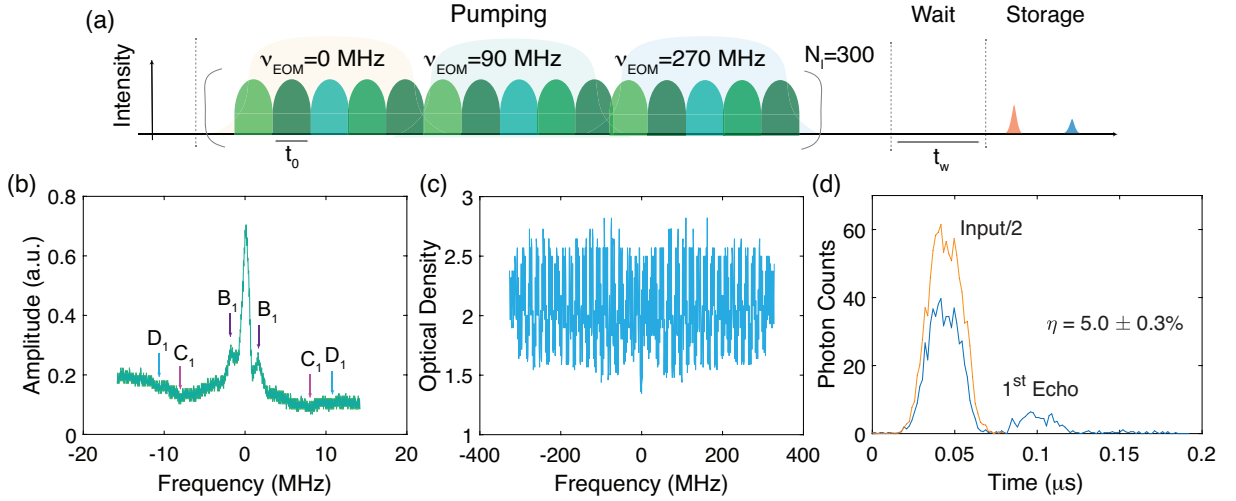 (a)
Pumping
Wait
Storage
Intensity
ν_EOM=0 MHz
ν_EOM=90 MHz
ν_EOM=270 MHz
N_I=300
t_0
t_w
(b)
Amplitude (a.u.)
0.8
0.6
0.4
0.2
0
D_1
C_1
B_1
B_1
C_1
D_1
-20
-10
0
10
20
Frequency (MHz)
(c)
Optical Density
3
2.5
2
1.5
1
-400
-200
0
200
400
Frequency (MHz)
(d)
Photon Counts
60
40
20
0
Input/2
η = 5.0 ± 0.3%
1st Echo
0
0.05
0.1
0.15
0.2
Time (μs)